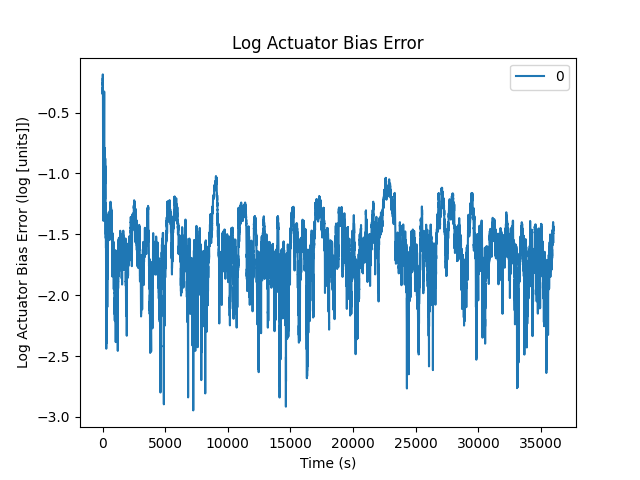 Log Actuator Bias Error
0
Log Actuator Bias Error (log [units]])
−0.5
−1.0
−1.5
−2.0
−2.5
−3.0
0 5000 10000 15000 20000 25000 30000 35000
Time (s)